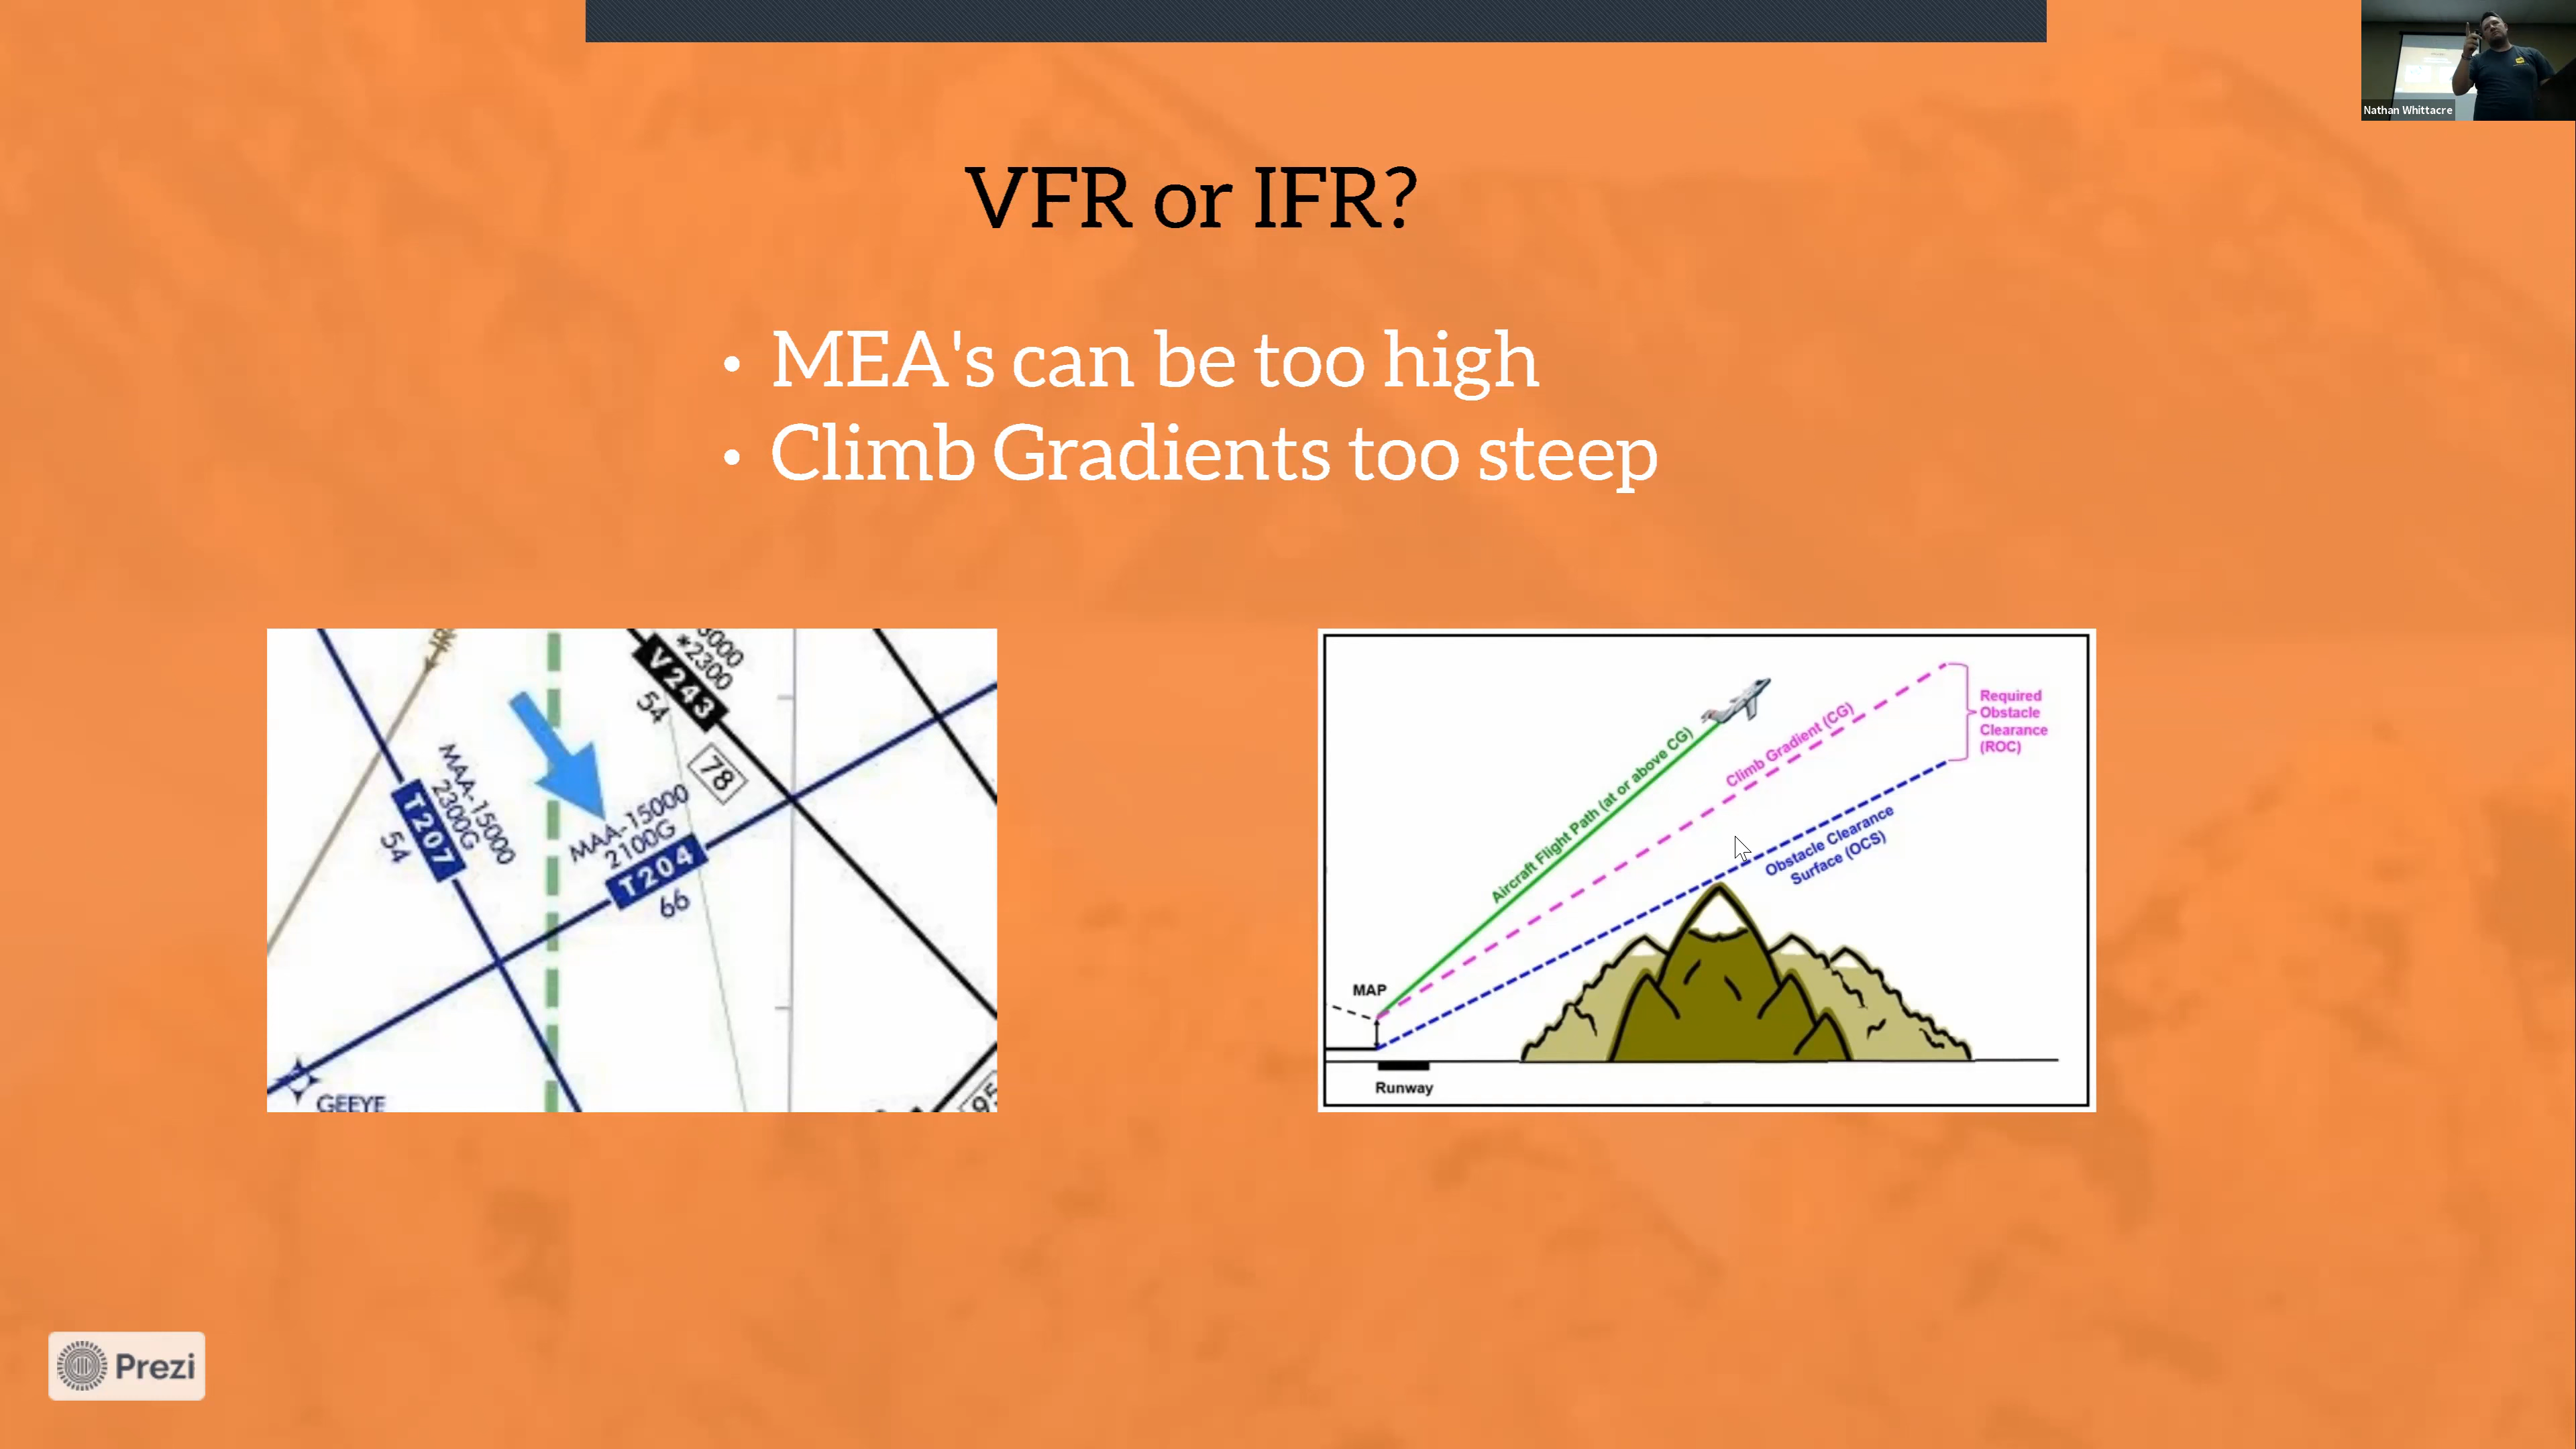 Nathan Whittacre
VFR or IFR?
• MEA's can be too high
• Climb Gradients too steep
*2300
V243
54
78
MAA-15000
2300G
T207
54
MAA-15000
2100G
T204
66
GEEYE
95
Aircraft Flight Path (at or above CG)
Climb Gradient (CG)
Required
Obstacle
Clearance
(ROC)
Obstacle Clearance
Surface (OCS)
MAP
Runway
Prezi